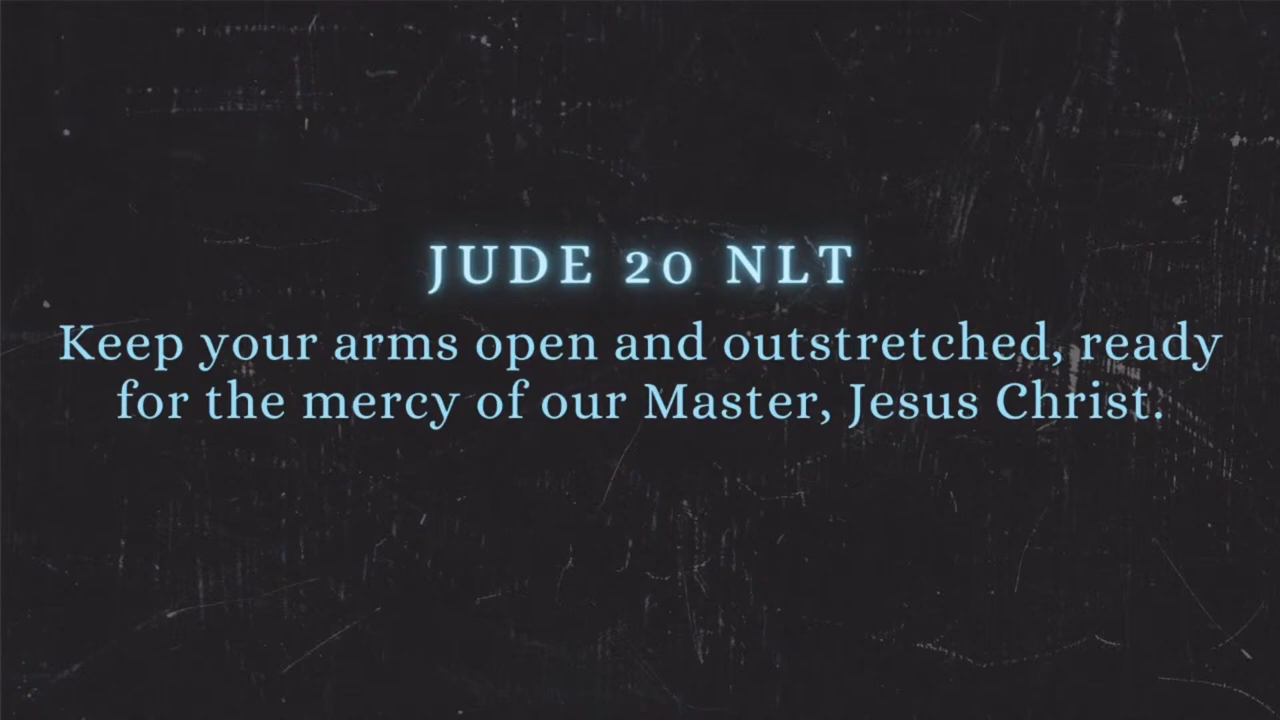 JUDE 20 NLT
Keep your arms open and outstretched, ready
for the mercy of our Master, Jesus Christ.